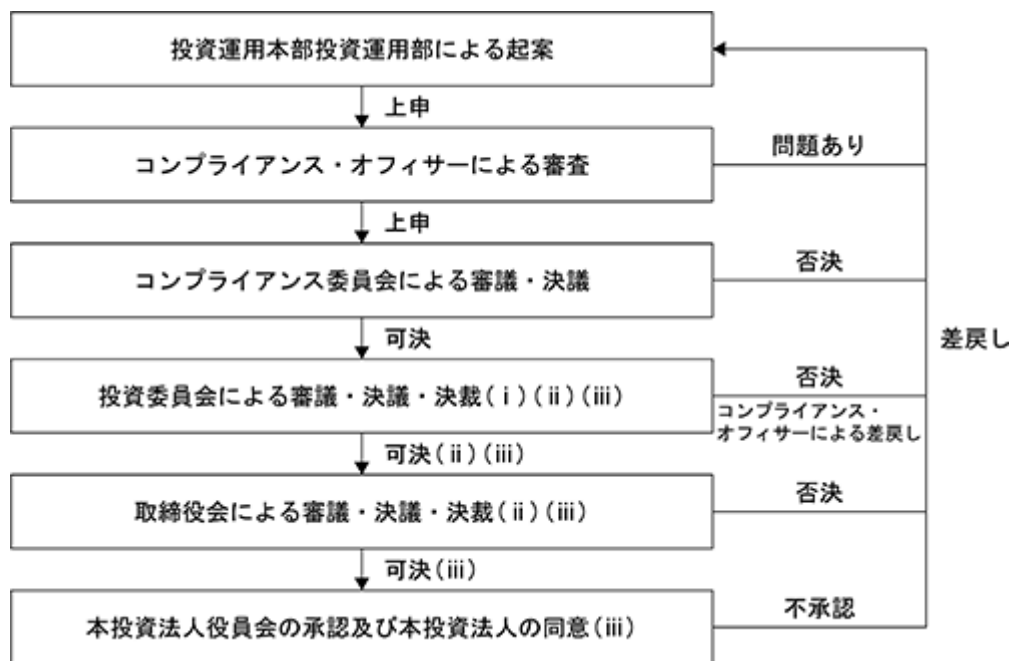 投資運用本部投資運用部による起案
上申
コンプライアンス・オフィサーによる審査
問題あり
上申
コンプライアンス委員会による審議・決議
否決
可決
差戻し
投資委員会による審議・決議・決裁(ⅰ)(ⅱ)(ⅲ)
否決
コンプライアンス・
オフィサーによる差戻し
可決(ⅱ)(ⅲ)
取締役会による審議・決議・決裁(ⅱ)(ⅲ)
否決
可決(ⅲ)
本投資法人役員会の承認及び本投資法人の同意(ⅲ)
不承認